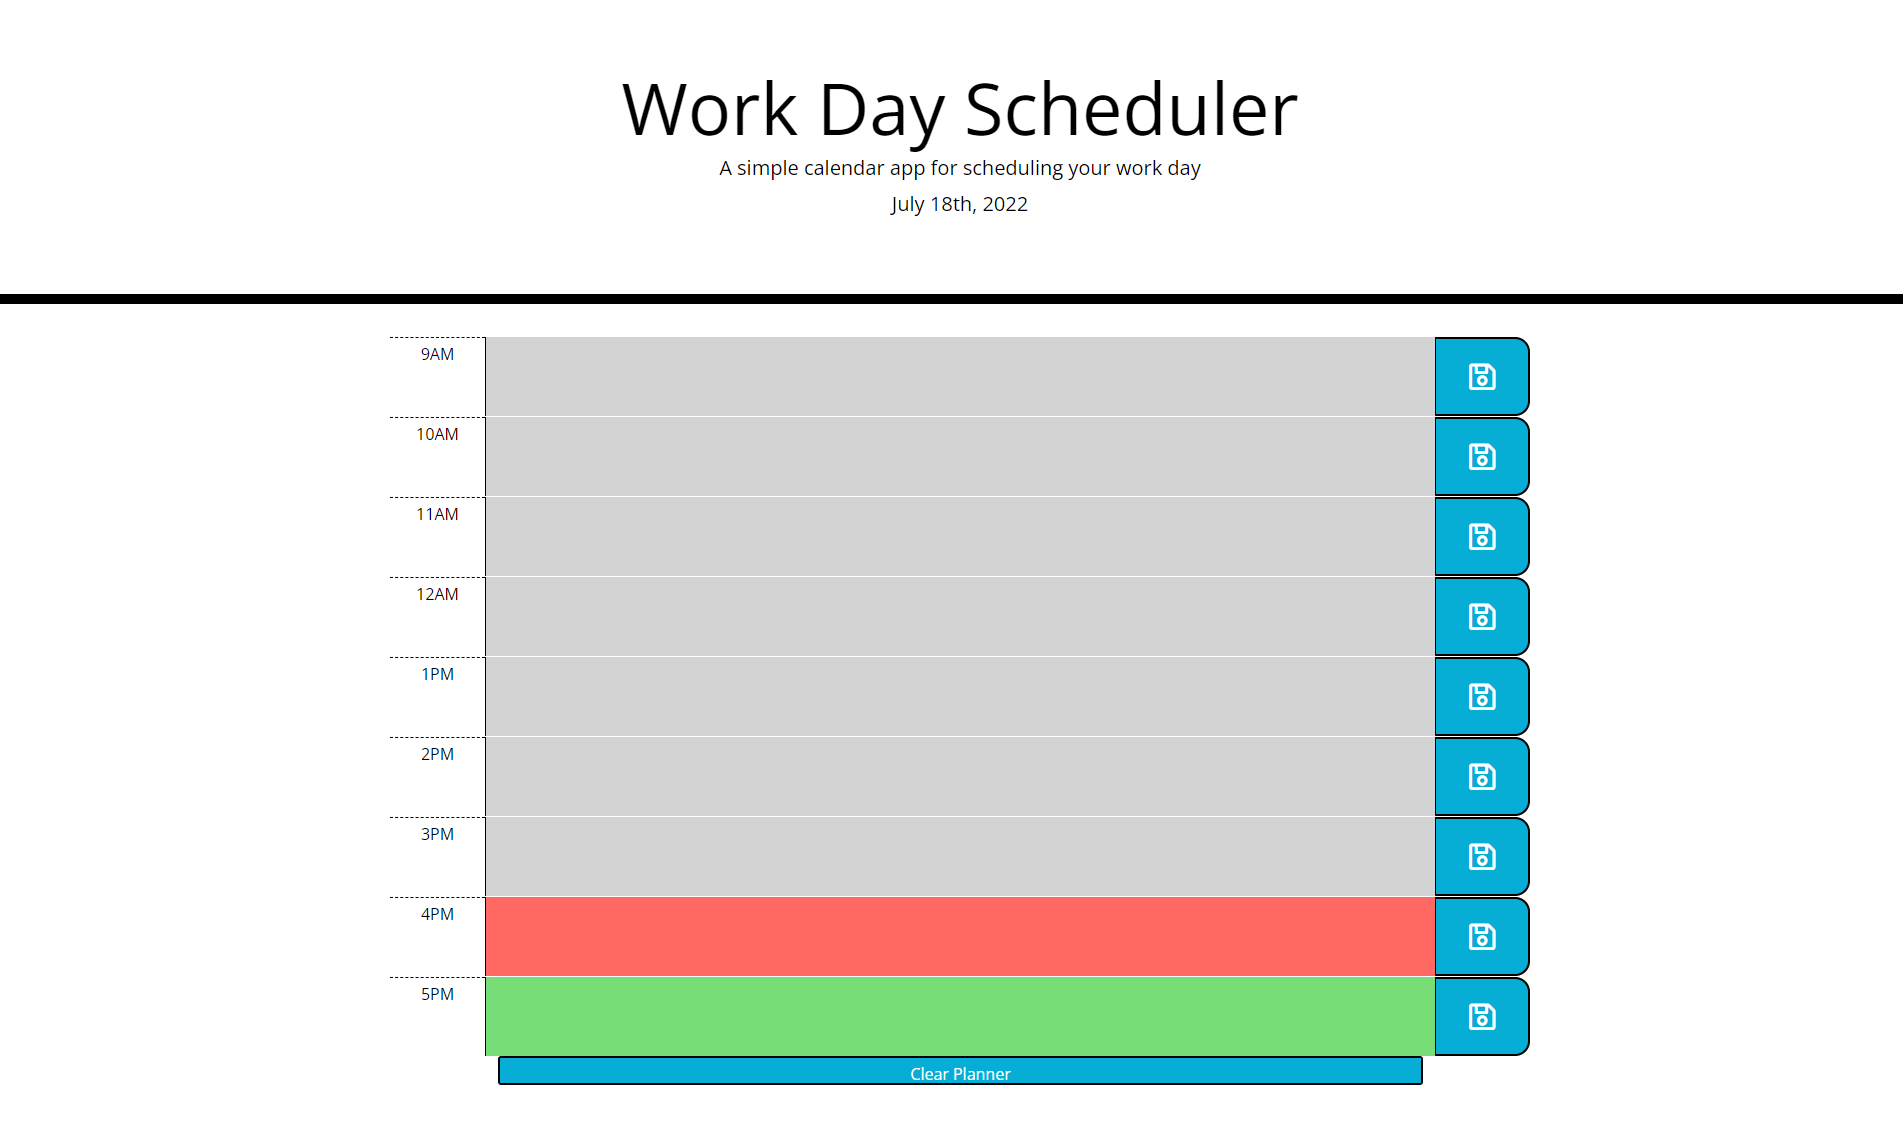 Work Day Scheduler
A simple calendar app for scheduling your work day
July 18th, 2022
9AM
10AM
11AM
12AM
1PM
2PM
3PM
4PM
5PM
Clear Planner